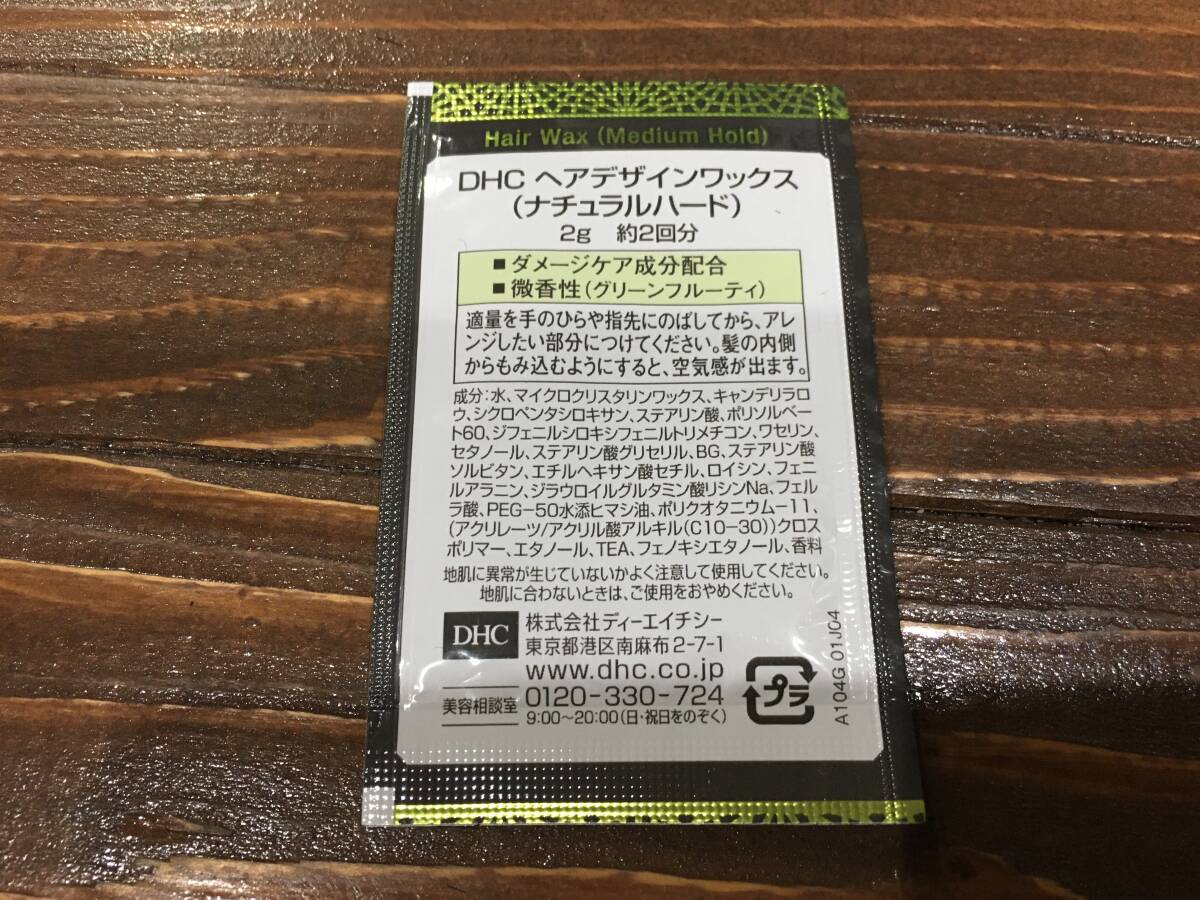 Hair Wax (Medium Hold)
DHC ヘアデザインワックス
(ナチュラルハード)
2g 約2回分
■ダメージケア成分配合
■微香性(グリーンフルーティ)
適量を手のひらや指先にのばしてから、アレ
ンジしたい部分につけてください。髪の内側
からもみ込むようにすると、空気感が出ます。
成分:水、マイクロクリスタリンワックス、キャンデリラロ
ウ、シクロペンタシロキサン、ステアリン酸、ポリソルベー
ト60、ジフェニルシロキシフェニルトリメチコン、ワセリン、
セタノール、ステアリン酸グリセリル、BG、ステアリン酸
ソルビタン、エチルヘキサン酸セチル、ロイシン、フェニ
ルアラニン、ジラウロイルグルタミン酸リシンNa、フェル
ラ酸、PEG-50水添ヒマシ油、ポリクオタニウム-11、
(アクリレーツ/アクリル酸アルキル(C10-30))クロス
ポリマー、エタノール、TEA、フェノキシエタノール、香料
地肌に異常が生じていないかよく注意して使用してください。
地肌に合わないときは、ご使用をおやめください。
DHC
株式会社ディーエイチシー
東京都港区南麻布2-7-1
www.dhc.co.jp
美容相談室 0120-330-724
9:00〜20:00(日・祝日をのぞく)
プラ
A104G 01J04